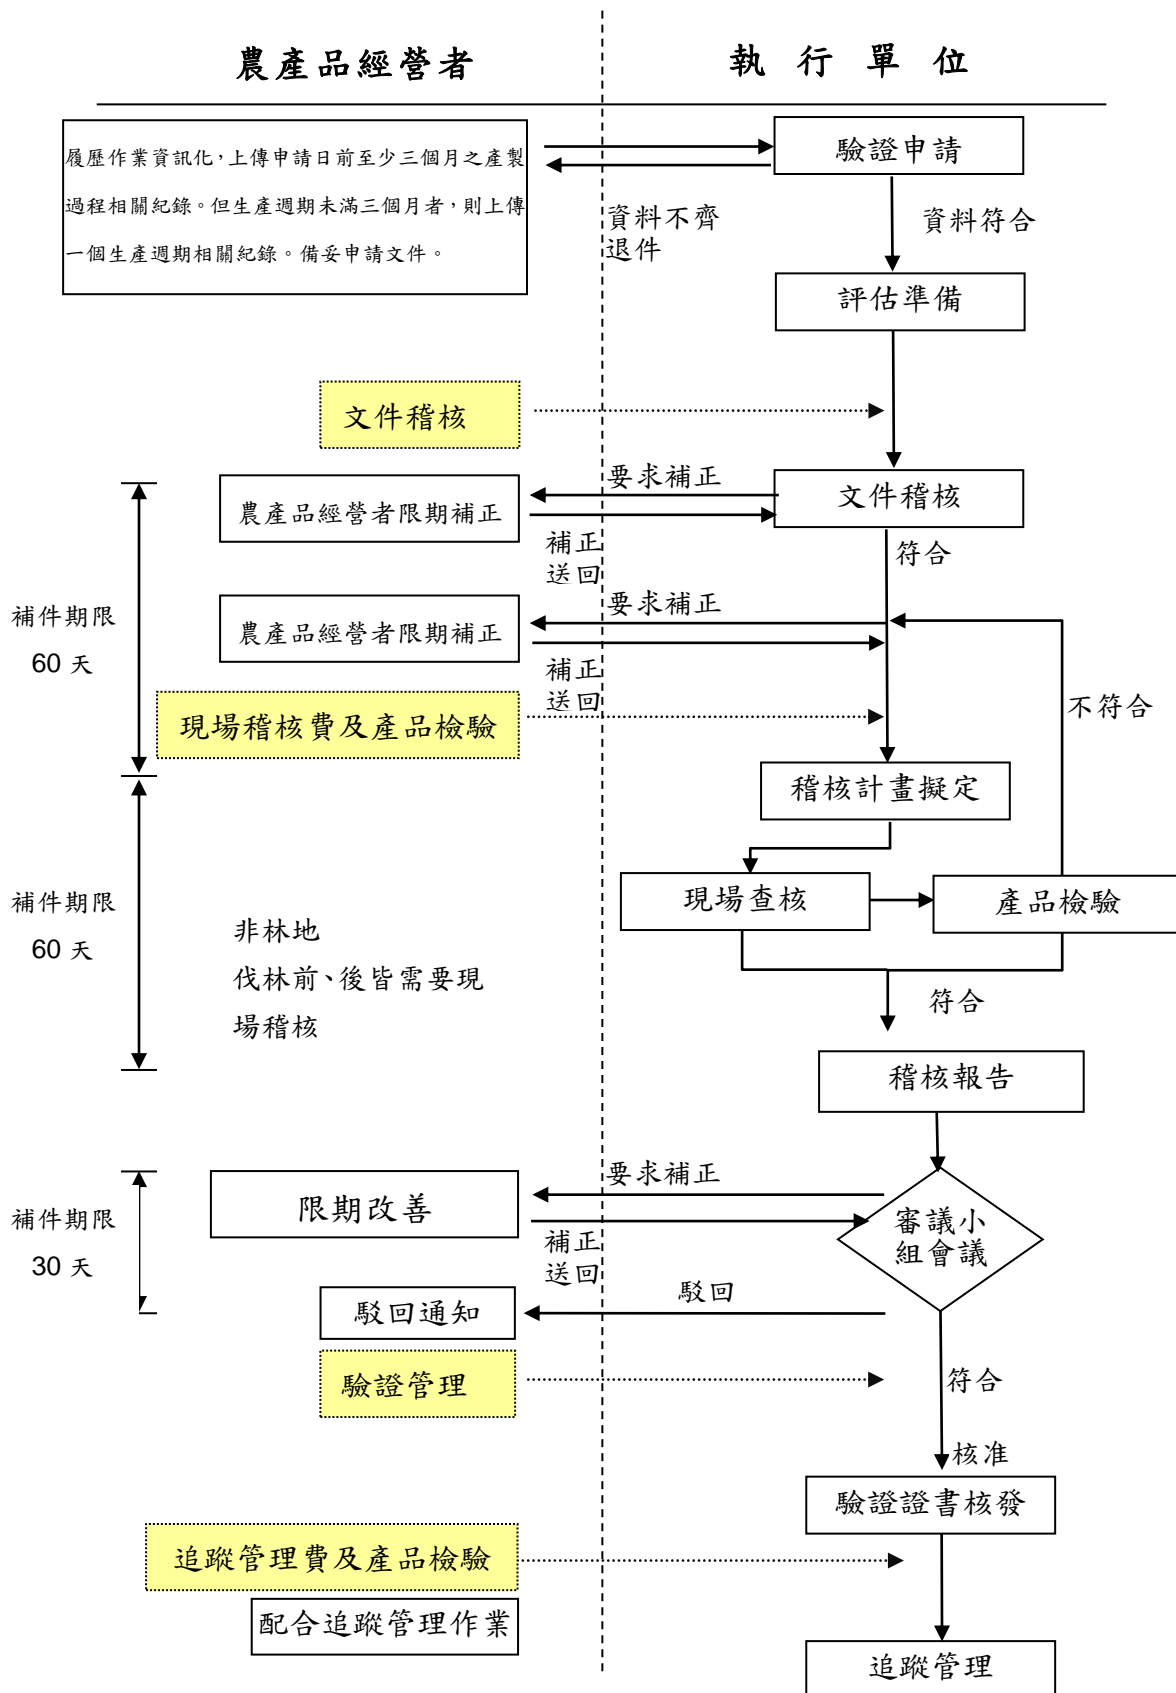 農產品經營者
執行單位
履歷作業資訊化，上傳申請日前至少三個月之產製
過程相關紀錄。但生產週期未滿三個月者，則上傳
一個生產週期相關紀錄。備妥申請文件。
驗證申請
資料不齊
退件
資料符合
評估準備
文件稽核
要求補正
文件稽核
農產品經營者限期補正
補正
送回
符合
要求補正
農產品經營者限期補正
補件期限
60 天
補正
送回
不符合
現場稽核費及產品檢驗
稽核計畫擬定
現場查核
產品檢驗
補件期限
60 天
非林地
伐林前、後皆需要現
場稽核
符合
稽核報告
要求補正
限期改善
審議小
組會議
補件期限
30 天
補正
送回
駁回
駁回通知
驗證管理
符合
核准
驗證證書核發
追蹤管理費及產品檢驗
配合追蹤管理作業
追蹤管理